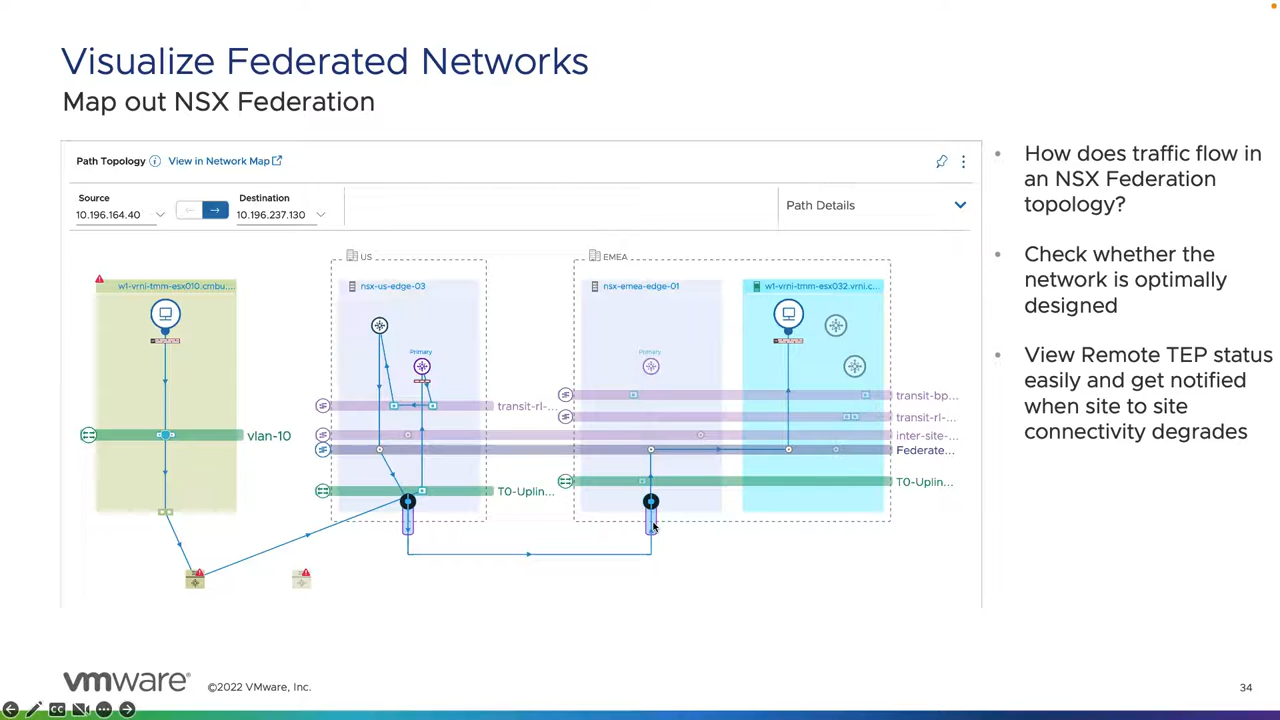 Visualize Federated Networks
Map out NSX Federation
Path Topology
View in Network Map
Source
10.196.164.40
Destination
10.196.237.130
Path Details
US
EMEA
w1-vrni-tmm-esx010.cmbu...
nsx-us-edge-03
nsx-emea-edge-01
w1-vrni-tmm-esx032.vrni.c...
Primary
Primary
transit-rl-...
vlan-10
T0-Uplin...
transit-bp...
transit-rl-...
inter-site-...
Federate...
T0-Uplin...
• How does traffic flow in
an NSX Federation
topology?
• Check whether the
network is optimally
designed
• View Remote TEP status
easily and get notified
when site to site
connectivity degrades
vmware®
©2022 VMware, Inc.
34
CC